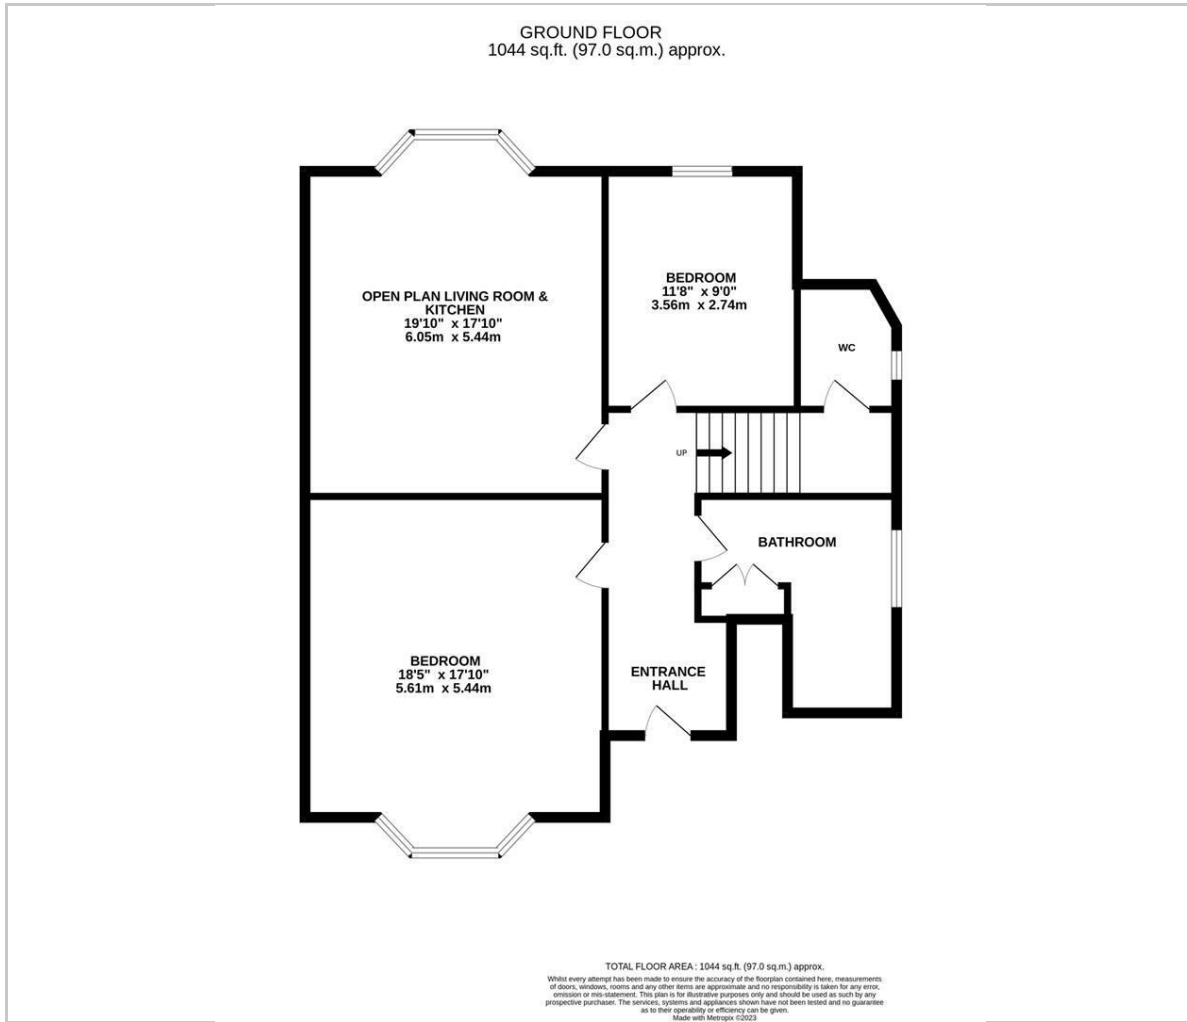 GROUND FLOOR
1044 sq.ft. (97.0 sq.m.) approx.
OPEN PLAN LIVING ROOM &
KITCHEN
19'10" x 17'10"
6.05m x 5.44m
BEDROOM
11'8" x 9'0"
3.56m x 2.74m
WC
UP
BATHROOM
BEDROOM
18'5" x 17'10"
5.61m x 5.44m
ENTRANCE
HALL
TOTAL FLOOR AREA : 1044 sq.ft. (97.0 sq.m.) approx.
Whilst every attempt has been made to ensure the accuracy of the floorplan contained here, measurements
of doors, windows, rooms and any other items are approximate and no responsibility is taken for any error,
omission or mis-statement. This plan is for illustrative purposes only and should be used as such by any
prospective purchaser. The services, systems and appliances shown have not been tested and no guarantee
as to their operability or efficiency can be given.
Made with Metropix ©2023